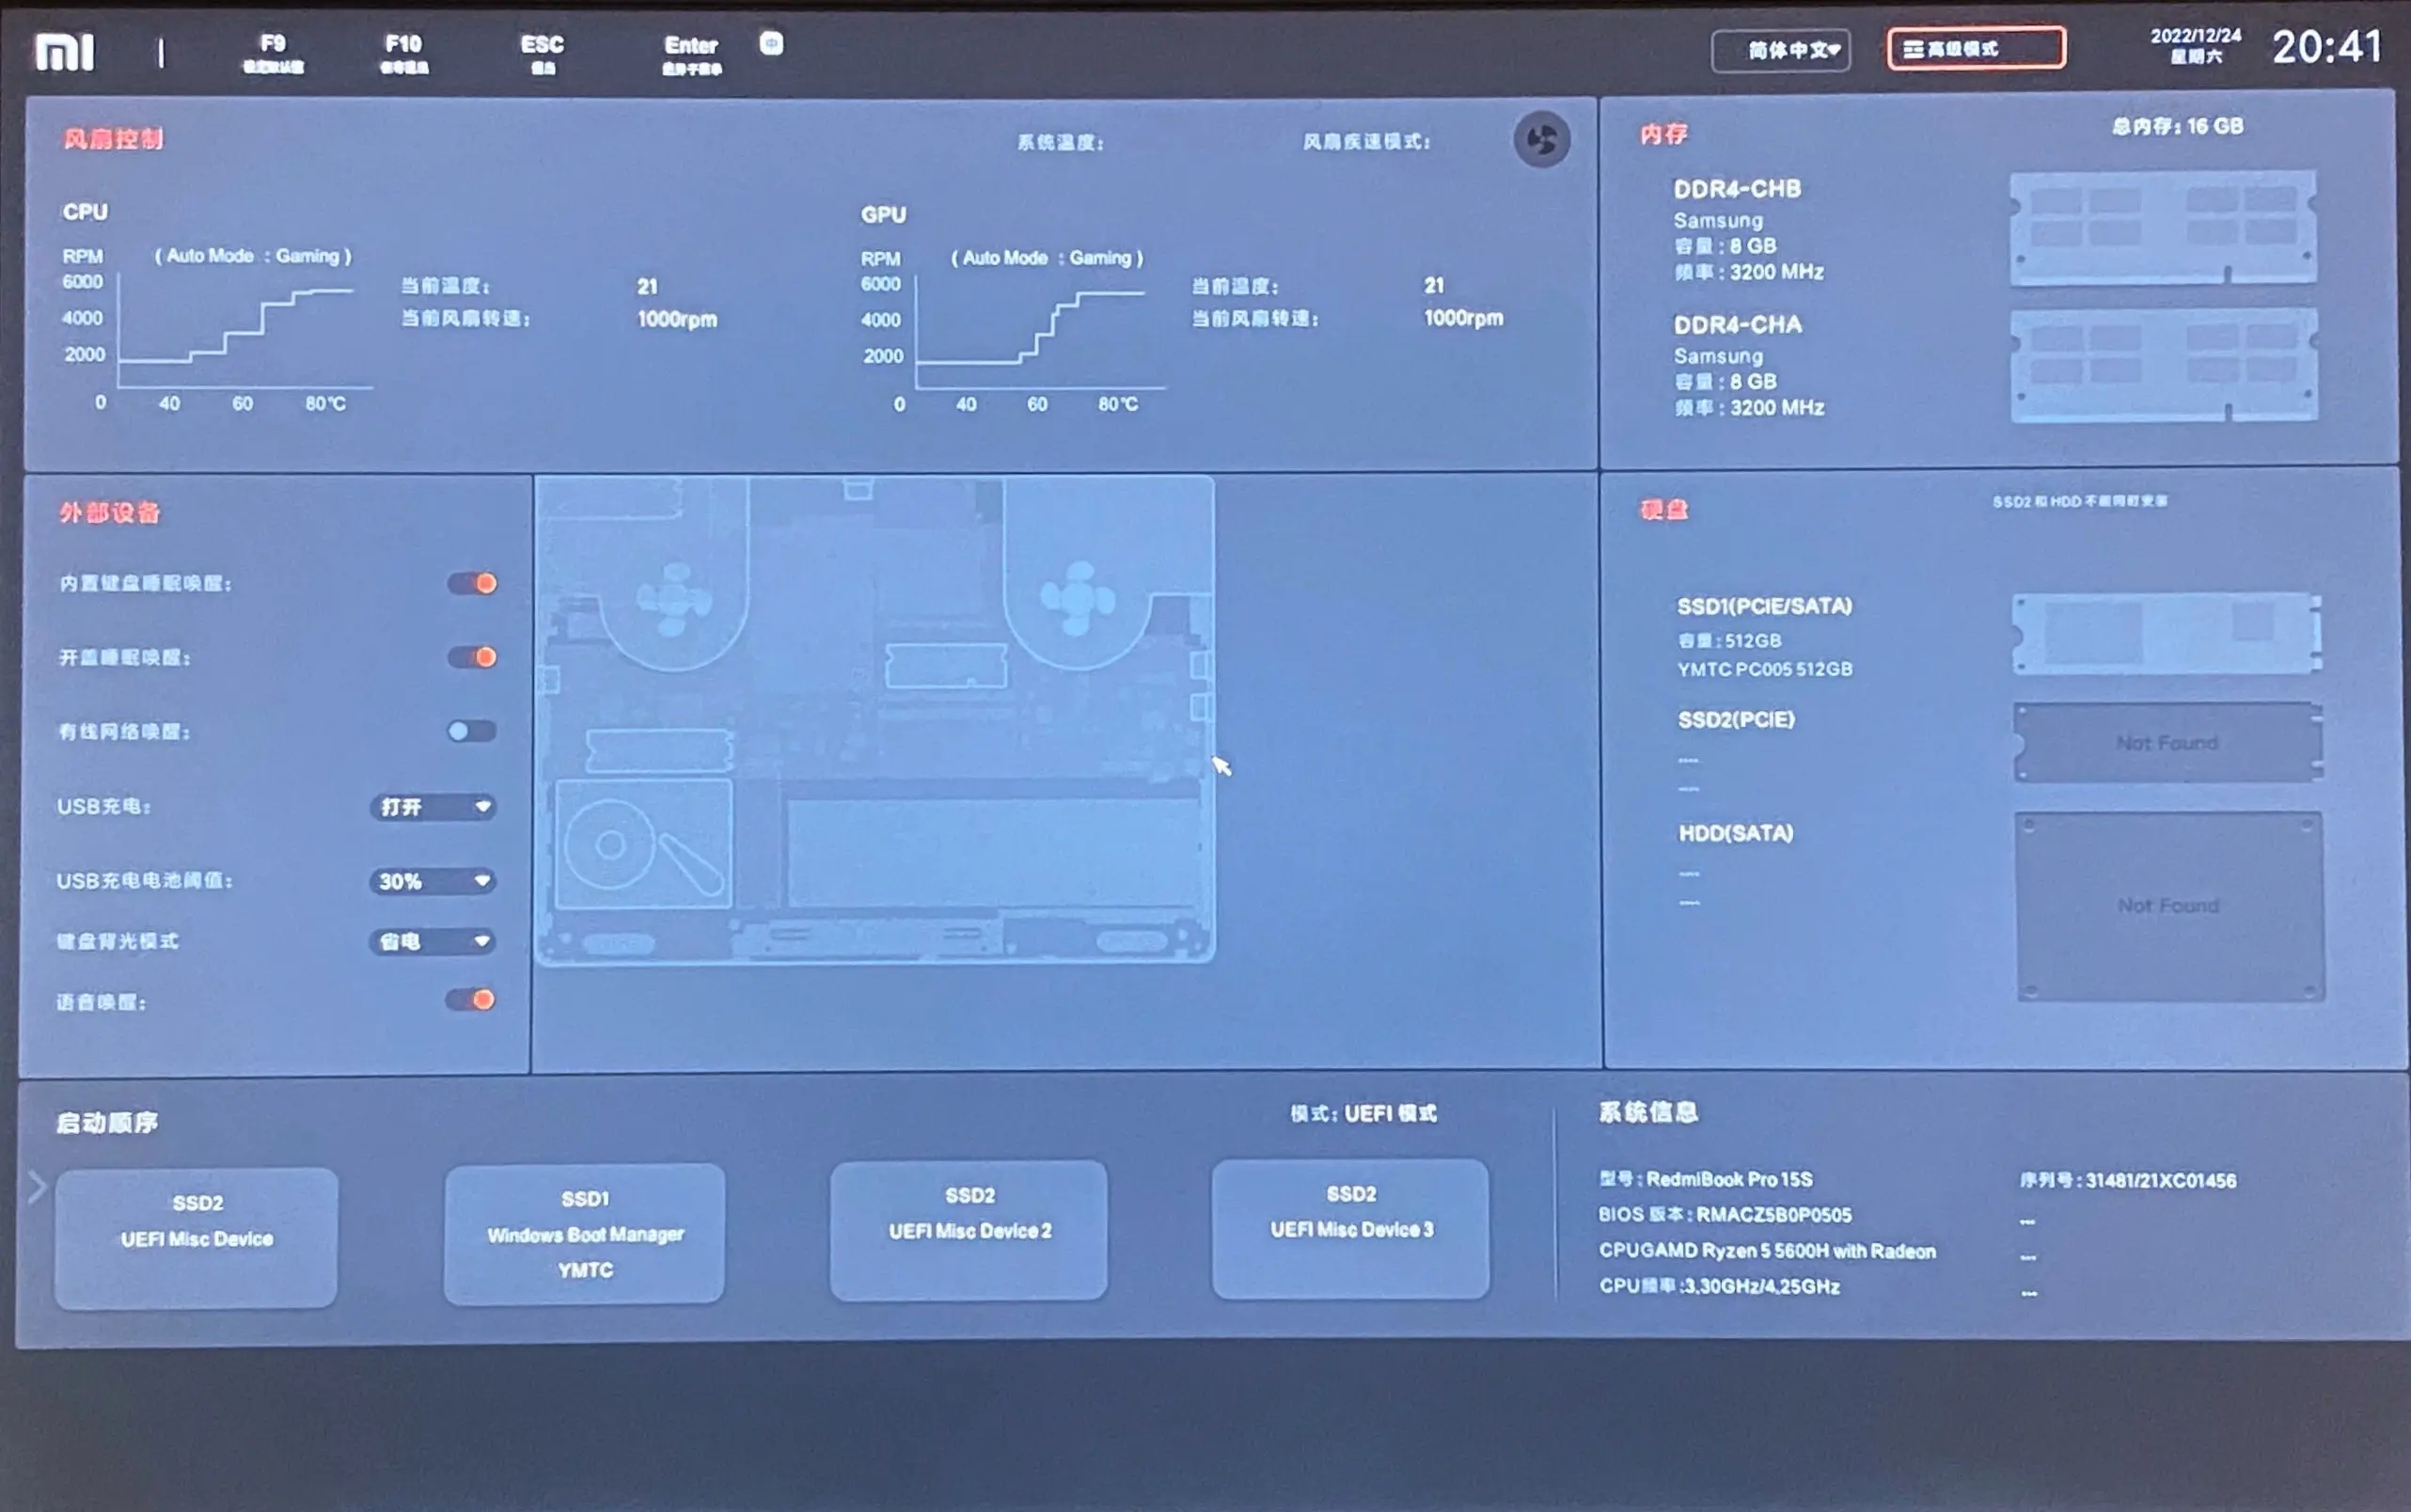 mi
F9
F10
ESC
退出
Enter
选择子菜单
简体中文
高级模式
2022/12/24
星期六
20:41
风扇控制
系统温度:
风扇疾速模式:
CPU
RPM
( Auto Mode : Gaming )
6000
4000
2000
0
40
60
80℃
当前温度:
21
当前风扇转速:
1000rpm
GPU
RPM
( Auto Mode : Gaming )
6000
4000
2000
0
40
60
80℃
当前温度:
21
当前风扇转速:
1000rpm
内存
总内存: 16 GB
DDR4-CHB
Samsung
容量 : 8 GB
频率 : 3200 MHz
DDR4-CHA
Samsung
容量 : 8 GB
频率 : 3200 MHz
外部设备
内置键盘睡眠唤醒:
开盖睡眠唤醒:
有线网络唤醒:
USB充电:
打开
USB充电电池阈值:
30%
键盘背光模式
省电
语音唤醒:
硬盘
SSD2 和 HDD 不能同时安装
SSD1(PCIE/SATA)
容量 : 512GB
YMTC PC005 512GB
SSD2(PCIE)
----
----
Not Found
HDD(SATA)
----
----
Not Found
启动顺序
模式: UEFI 模式
SSD2
UEFI Misc Device
SSD1
Windows Boot Manager
YMTC
SSD2
UEFI Misc Device 2
SSD2
UEFI Misc Device 3
系统信息
型号 : RedmiBook Pro 15S
BIOS 版本 : RMACZ5B0P0505
CPUGAMD Ryzen 5 5600H with Radeon
CPU频率 :3.30GHz/4.25GHz
序列号 : 31481/21XC01456
---
---
---